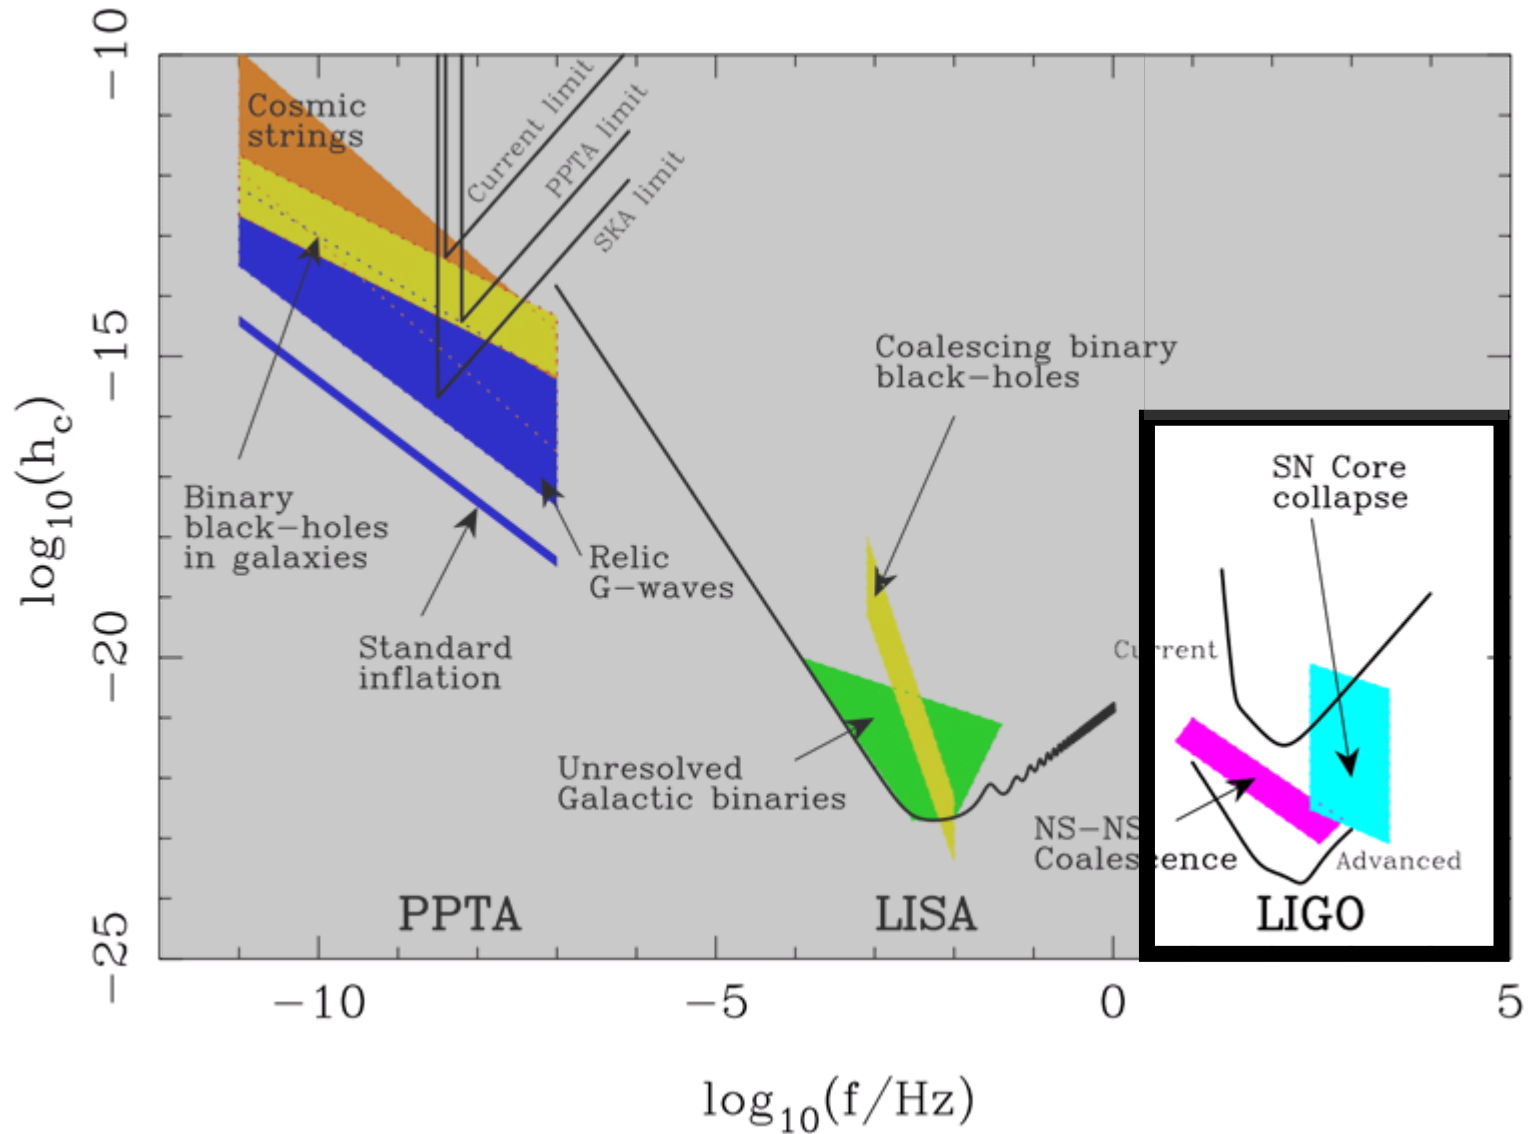 −10
Cosmic
strings
Current limit
PPTA limit
SKA limit
−15
Coalescing binary
black−holes
log10(hc)
SN Core
collapse
Binary
black−holes
in galaxies
Relic
G−waves
Standard
inflation
−20
Current
Unresolved
Galactic binaries
NS−NS
Coalescence
Advanced
PPTA
LISA
LIGO
−25
−10
−5
0
5
log10(f/Hz)